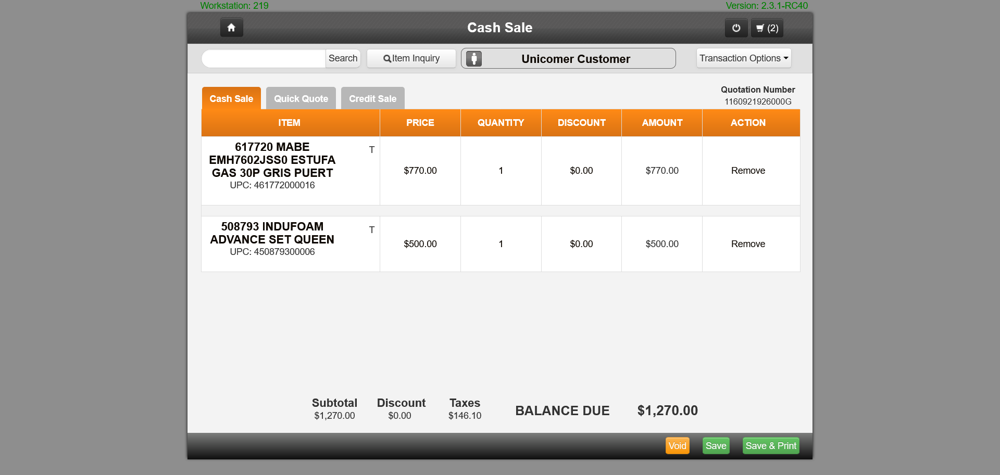 Workstation: 219
Version: 2.3.1-RC40
Cash Sale
(2)
Search
Item Inquiry
Unicomer Customer
Transaction Options
Cash Sale
Quick Quote
Credit Sale
Quotation Number
1160921926000G
ITEM
PRICE
QUANTITY
DISCOUNT
AMOUNT
ACTION
617720 MABE
EMH7602JSS0 ESTUFA
GAS 30P GRIS PUERT
UPC: 461772000016
T
$770.00
1
$0.00
$770.00
Remove
508793 INDUFOAM
ADVANCE SET QUEEN
UPC: 450879300006
T
$500.00
1
$0.00
$500.00
Remove
Subtotal
$1,270.00
Discount
$0.00
Taxes
$146.10
BALANCE DUE
$1,270.00
Void
Save
Save & Print